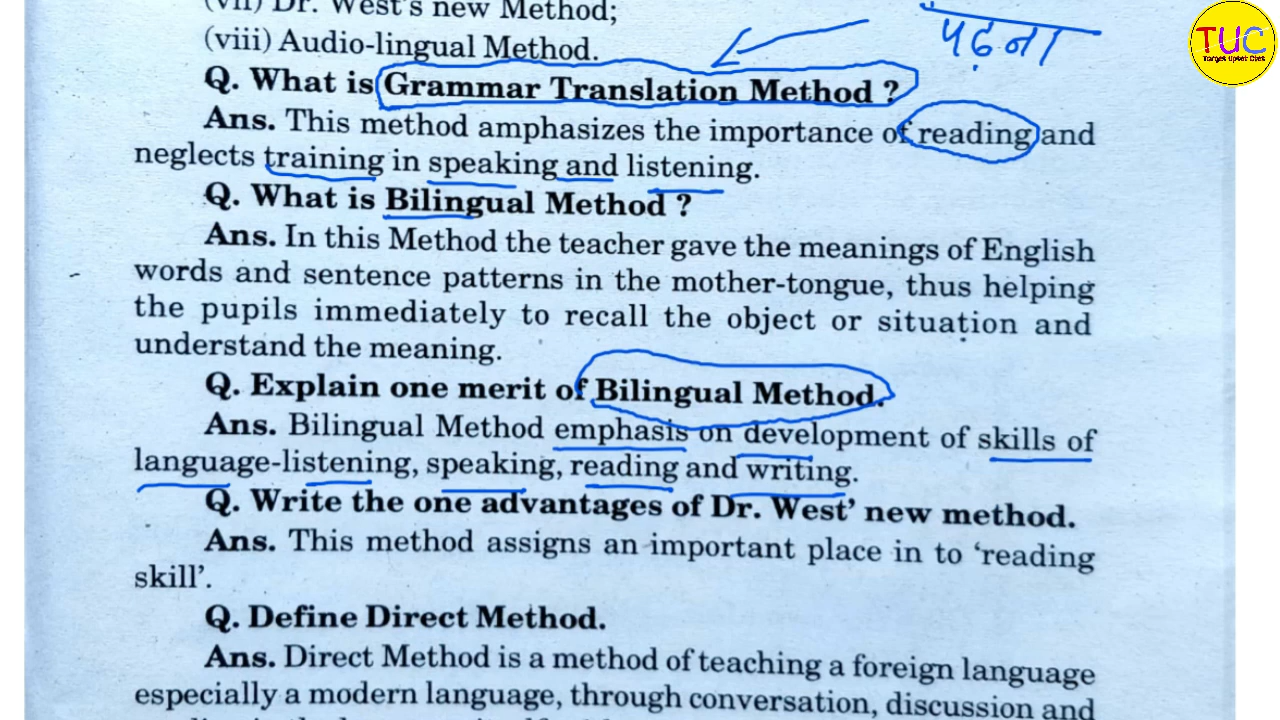 (vii) Dr. West's new Method;
(viii) Audio-lingual Method.
पढ़ना
TUC
Target Upser Clak
Q. What is Grammar Translation Method ?
Ans. This method amphasizes the importance of reading and
neglects training in speaking and listening.
Q. What is Bilingual Method ?
Ans. In this Method the teacher gave the meanings of English
words and sentence patterns in the mother-tongue, thus helping
the pupils immediately to recall the object or situation and
understand the meaning.
Q. Explain one merit of Bilingual Method.
Ans. Bilingual Method emphasis on development of skills of
language-listening, speaking, reading and writing.
Q. Write the one advantages of Dr. West' new method.
Ans. This method assigns an important place in to 'reading
skill'.
Q. Define Direct Method.
Ans. Direct Method is a method of teaching a foreign language
especially a modern language, through conversation, discussion and